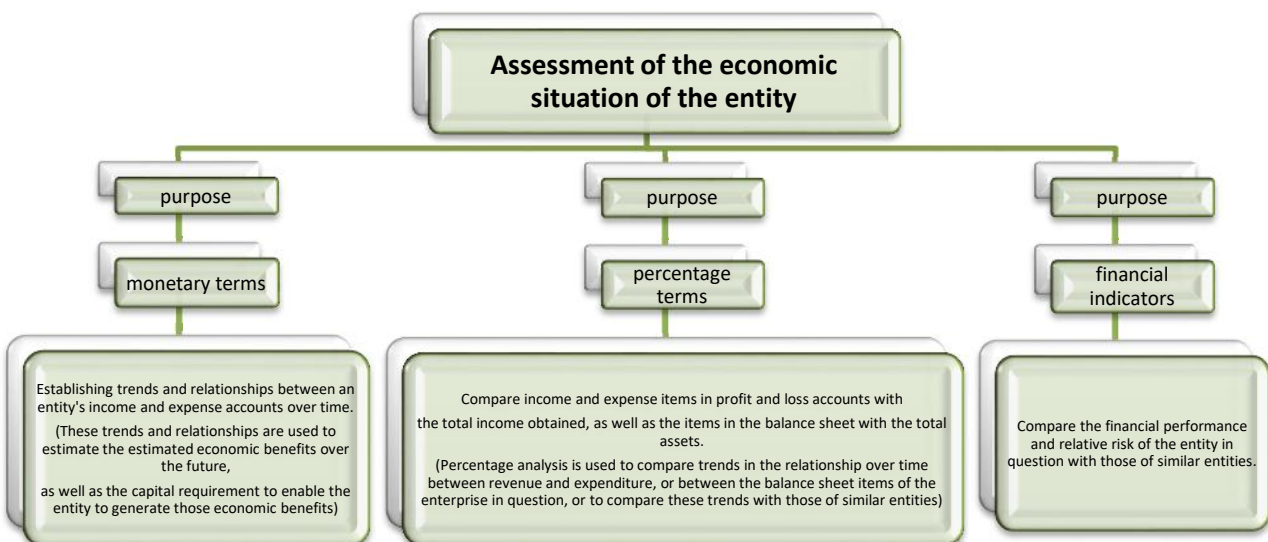 Assessment of the economic
situation of the entity
purpose
monetary terms
Establishing trends and relationships between an
entity's income and expense accounts over time.
(These trends and relationships are used to
estimate the estimated economic benefits over
the future,
as well as the capital requirement to enable the
entity to generate those economic benefits)
purpose
percentage
terms
Compare income and expense items in profit and loss accounts with
the total income obtained, as well as the items in the balance sheet with the total
assets.
(Percentage analysis is used to compare trends in the relationship over time
between revenue and expenditure, or between the balance sheet items of the
enterprise in question, or to compare these trends with those of similar entities)
purpose
financial
indicators
Compare the financial performance
and relative risk of the entity in
question with those of similar entities.